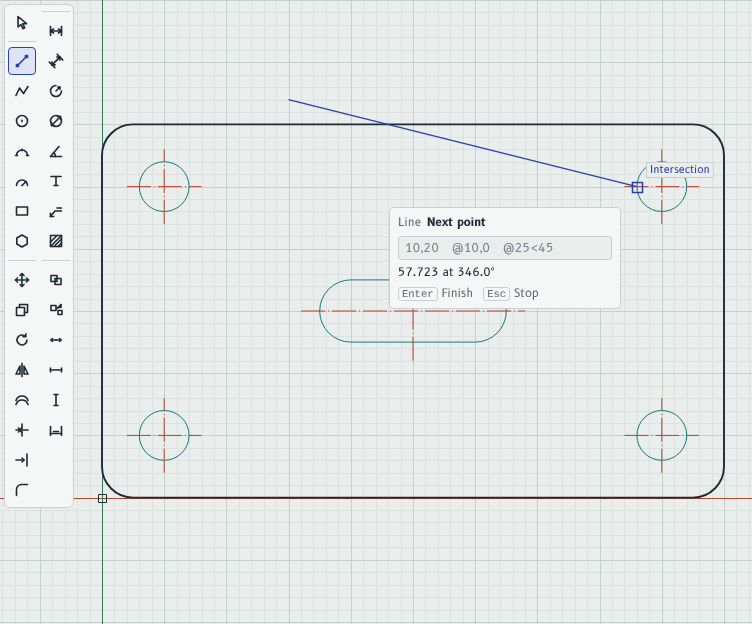 Intersection
Line Next point
10,20 @10,0 @25<45
57.723 at 346.0°
Enter Finish Esc Stop